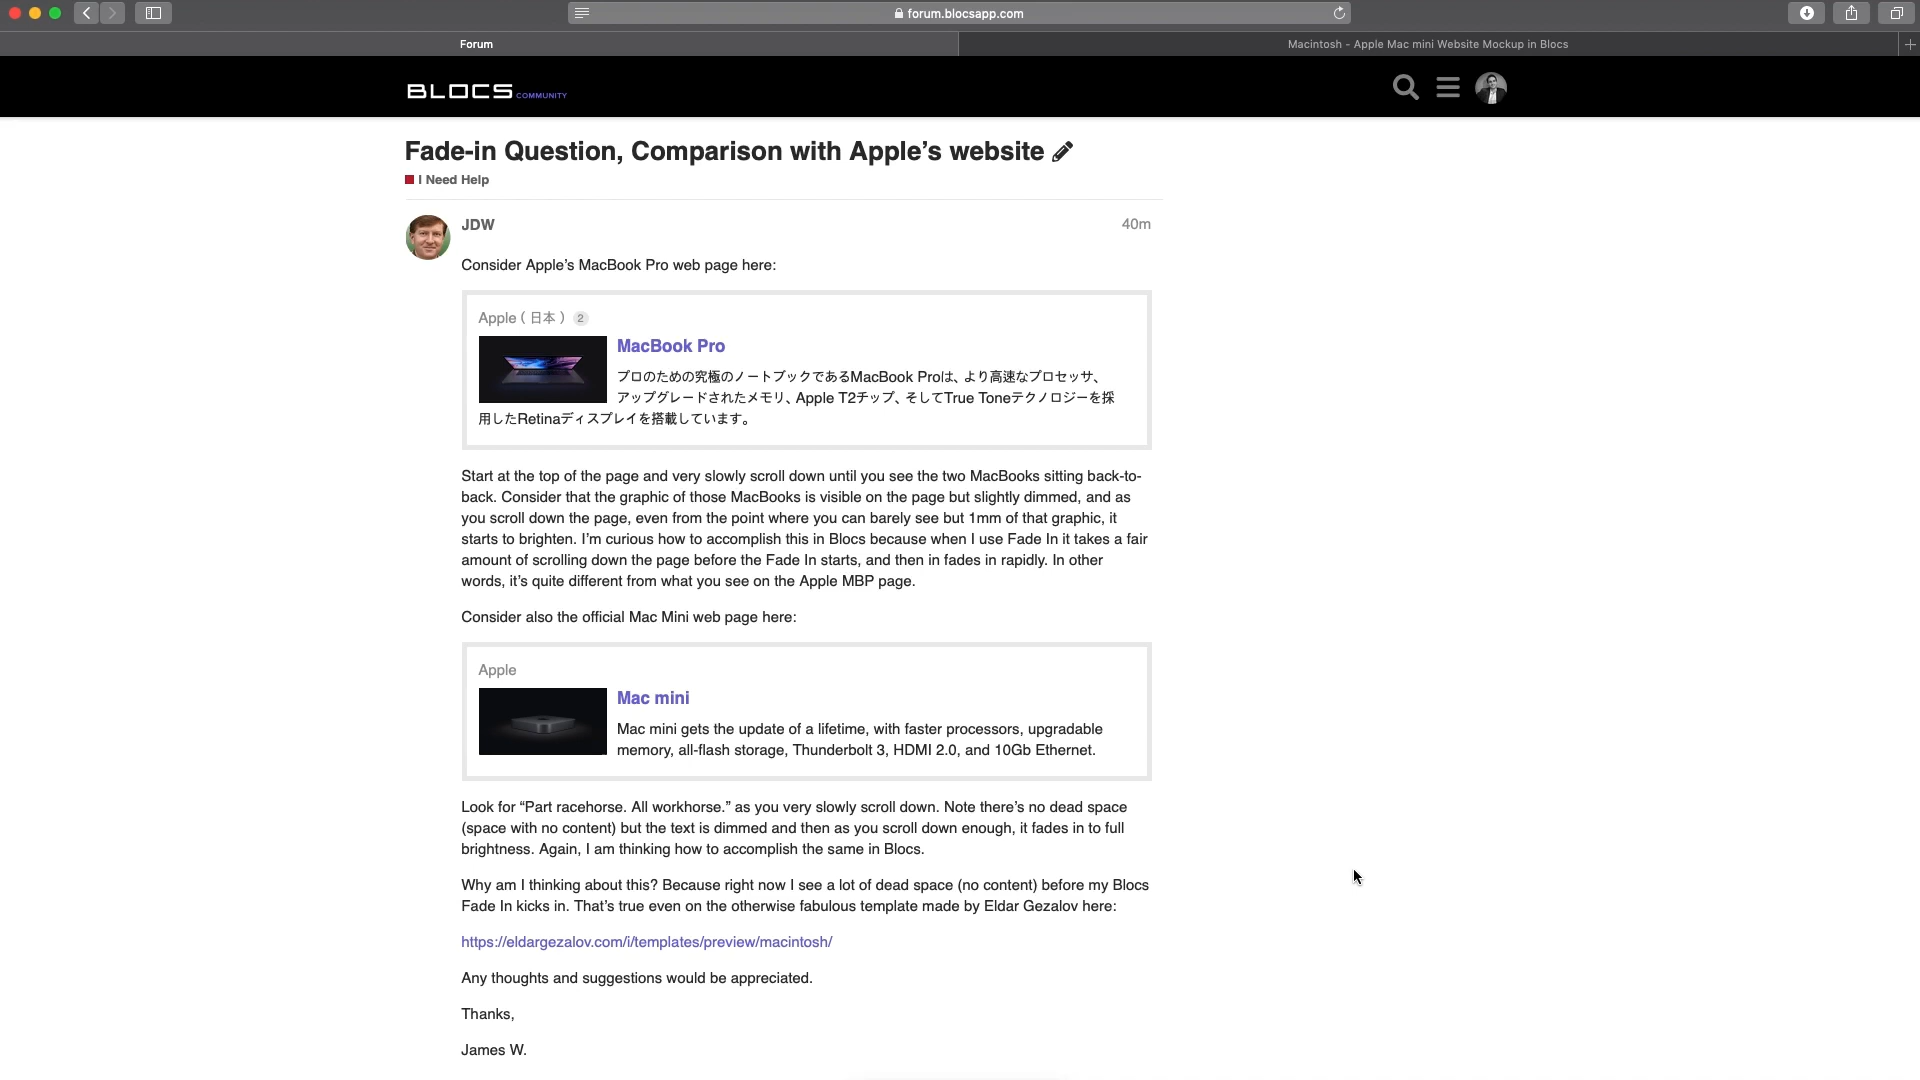 forum.blocsapp.com
Forum
Macintosh - Apple Mac mini Website Mockup in Blocs
BLOCS COMMUNITY
Fade-in Question, Comparison with Apple’s website
I Need Help
JDW
40m
Consider Apple’s MacBook Pro web page here:
Apple ( 日本 ) 2
MacBook Pro
プロのための究極のノートブックであるMacBook Proは、より高速なプロセッサ、
アップグレードされたメモリ、Apple T2チップ、そしてTrue Toneテクノロジーを採
用したRetinaディスプレイを搭載しています。
Start at the top of the page and very slowly scroll down until you see the two MacBooks sitting back-to-
back. Consider that the graphic of those MacBooks is visible on the page but slightly dimmed, and as
you scroll down the page, even from the point where you can barely see but 1mm of that graphic, it
starts to brighten. I’m curious how to accomplish this in Blocs because when I use Fade In it takes a fair
amount of scrolling down the page before the Fade In starts, and then in fades in rapidly. In other
words, it’s quite different from what you see on the Apple MBP page.
Consider also the official Mac Mini web page here:
Apple
Mac mini
Mac mini gets the update of a lifetime, with faster processors, upgradable
memory, all-flash storage, Thunderbolt 3, HDMI 2.0, and 10Gb Ethernet.
Look for “Part racehorse. All workhorse.” as you very slowly scroll down. Note there’s no dead space
(space with no content) but the text is dimmed and then as you scroll down enough, it fades in to full
brightness. Again, I am thinking how to accomplish the same in Blocs.
Why am I thinking about this? Because right now I see a lot of dead space (no content) before my Blocs
Fade In kicks in. That’s true even on the otherwise fabulous template made by Eldar Gezalov here:
https://eldargezalov.com/i/templates/preview/macintosh/
Any thoughts and suggestions would be appreciated.
Thanks,
James W.